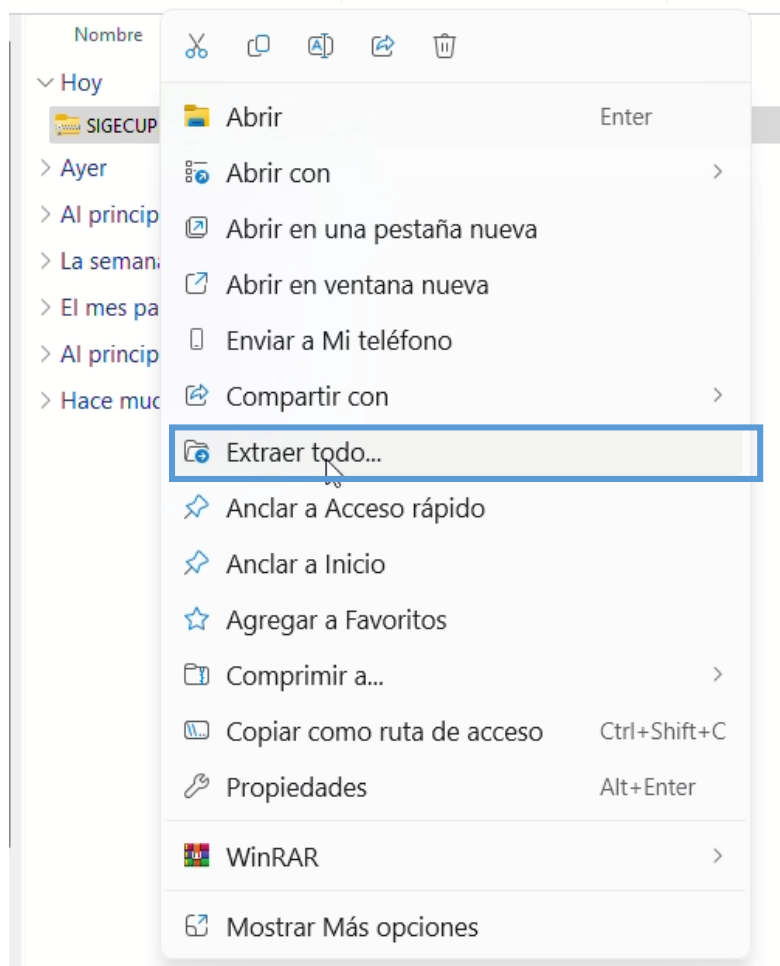 Nombre
Hoy
SIGECUP
Ayer
Al princip
La semana
El mes pa
Al princip
Hace muc
Abrir Enter
Abrir con
Abrir en una pestaña nueva
Abrir en ventana nueva
Enviar a Mi teléfono
Compartir con
Extraer todo...
Anclar a Acceso rápido
Anclar a Inicio
Agregar a Favoritos
Comprimir a...
Copiar como ruta de acceso Ctrl+Shift+C
Propiedades Alt+Enter
WinRAR
Mostrar Más opciones